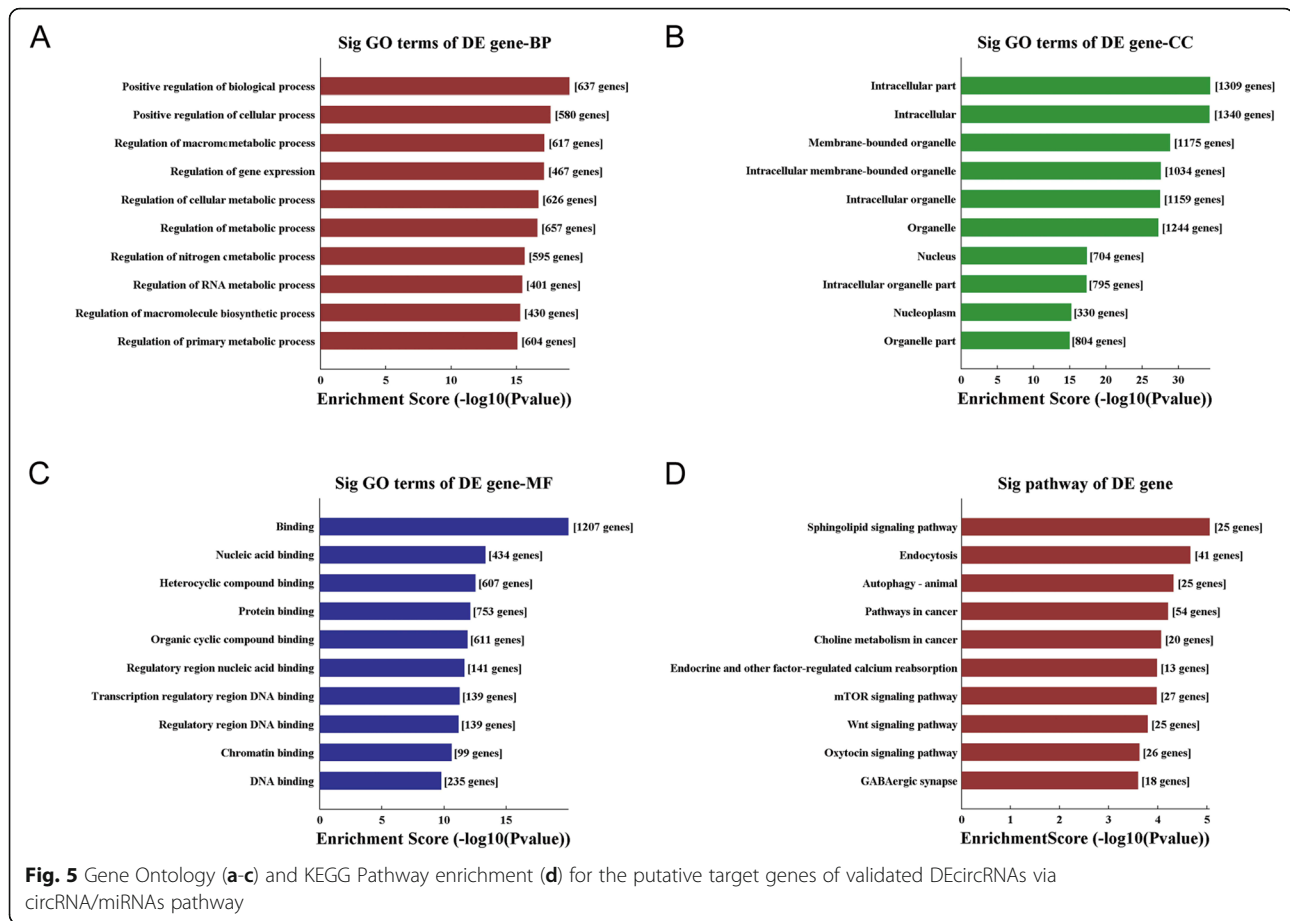 A
Sig GO terms of DE gene-BP
Positive regulation of biological process [637 genes]
Positive regulation of cellular process [580 genes]
Regulation of macromcmetabolic process [617 genes]
Regulation of gene expression [467 genes]
Regulation of cellular metabolic process [626 genes]
Regulation of metabolic process [657 genes]
Regulation of nitrogen cmetabolic process [595 genes]
Regulation of RNA metabolic process [401 genes]
Regulation of macromolecule biosynthetic process [430 genes]
Regulation of primary metabolic process [604 genes]
0 5 10 15
Enrichment Score (-log10(Pvalue))
B
Sig GO terms of DE gene-CC
Intracellular part [1309 genes]
Intracellular [1340 genes]
Membrane-bounded organelle [1175 genes]
Intracellular membrane-bounded organelle [1034 genes]
Intracellular organelle [1159 genes]
Organelle [1244 genes]
Nucleus [704 genes]
Intracellular organelle part [795 genes]
Nucleoplasm [330 genes]
Organelle part [804 genes]
0 5 10 15 20 25 30
Enrichment Score (-log10(Pvalue))
C
Sig GO terms of DE gene-MF
Binding [1207 genes]
Nucleic acid binding [434 genes]
Heterocyclic compound binding [607 genes]
Protein binding [753 genes]
Organic cyclic compound binding [611 genes]
Regulatory region nucleic acid binding [141 genes]
Transcription regulatory region DNA binding [139 genes]
Regulatory region DNA binding [139 genes]
Chromatin binding [99 genes]
DNA binding [235 genes]
0 5 10 15
Enrichment Score (-log10(Pvalue))
D
Sig pathway of DE gene
Sphingolipid signaling pathway [25 genes]
Endocytosis [41 genes]
Autophagy - animal [25 genes]
Pathways in cancer [54 genes]
Choline metabolism in cancer [20 genes]
Endocrine and other factor-regulated calcium reabsorption [13 genes]
mTOR signaling pathway [27 genes]
Wnt signaling pathway [25 genes]
Oxytocin signaling pathway [26 genes]
GABAergic synapse [18 genes]
0 1 2 3 4 5
EnrichmentScore (-log10(Pvalue))
Fig. 5 Gene Ontology (a-c) and KEGG Pathway enrichment (d) for the putative target genes of validated DEcircRNAs via
circRNA/miRNAs pathway